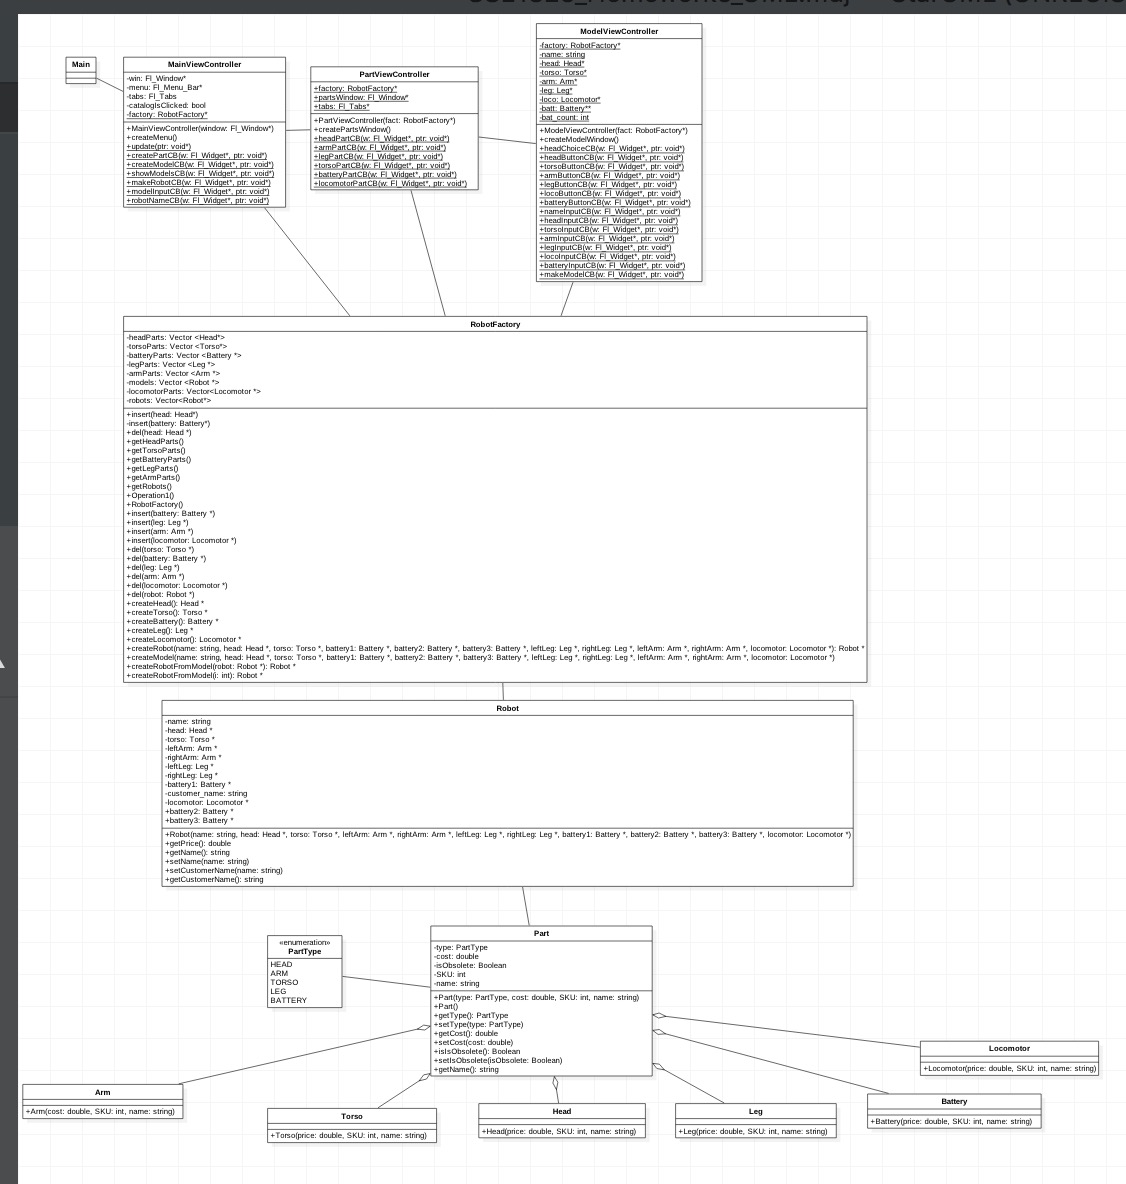 Main
MainViewController
-win: Fl_Window*
-menu: Fl_Menu_Bar*
-tabs: Fl_Tabs
-catalogIsClicked: bool
-factory: RobotFactory*
+MainViewController(window: Fl_Window*)
+createMenu()
+update(ptr: void*)
+createPartCB(w: Fl_Widget*, ptr: void*)
+createModelCB(w: Fl_Widget*, ptr: void*)
+showModelsCB(w: Fl_Widget*, ptr: void*)
+makeRobotCB(w: Fl_Widget*, ptr: void*)
+modelInputCB(w: Fl_Widget*, ptr: void*)
+robotNameCB(w: Fl_Widget*, ptr: void*)
PartViewController
+factory: RobotFactory*
+partsWindow: Fl_Window*
+tabs: Fl_Tabs*
+PartViewController(fact: RobotFactory*)
+createPartsWindow()
+headPartCB(w: Fl_Widget*, ptr: void*)
+armPartCB(w: Fl_Widget*, ptr: void*)
+legPartCB(w: Fl_Widget*, ptr: void*)
+torsoPartCB(w: Fl_Widget*, ptr: void*)
+batteryPartCB(w: Fl_Widget*, ptr: void*)
+locomotorPartCB(w: Fl_Widget*, ptr: void*)
ModelViewController
-factory: RobotFactory*
-name: string
-head: Head*
-torso: Torso*
-arm: Arm*
-leg: Leg*
-loco: Locomotor*
-batt: Battery**
-bat_count: int
+ModelViewController(fact: RobotFactory*)
+createModelWindow()
+headChoiceCB(w: Fl_Widget*, ptr: void*)
+headButtonCB(w: Fl_Widget*, ptr: void*)
+torsoButtonCB(w: Fl_Widget*, ptr: void*)
+armButtonCB(w: Fl_Widget*, ptr: void*)
+legButtonCB(w: Fl_Widget*, ptr: void*)
+locoButtonCB(w: Fl_Widget*, ptr: void*)
+batteryButtonCB(w: Fl_Widget*, ptr: void*)
+nameInputCB(w: Fl_Widget*, ptr: void*)
+headInputCB(w: Fl_Widget*, ptr: void*)
+torsoInputCB(w: Fl_Widget*, ptr: void*)
+armInputCB(w: Fl_Widget*, ptr: void*)
+legInputCB(w: Fl_Widget*, ptr: void*)
+locoInputCB(w: Fl_Widget*, ptr: void*)
+batteryInputCB(w: Fl_Widget*, ptr: void*)
+makeModelCB(w: Fl_Widget*, ptr: void*)
RobotFactory
-headParts: Vector <Head*>
-torsoParts: Vector <Torso*>
-batteryParts: Vector <Battery *>
-legParts: Vector <Leg *>
-armParts: Vector <Arm *>
-models: Vector <Robot *>
-locomotorParts: Vector<Locomotor *>
-robots: Vector<Robot*>
+insert(head: Head*)
-insert(battery: Battery*)
+del(head: Head *)
+getHeadParts()
+getTorsoParts()
+getBatteryParts()
+getLegParts()
+getArmParts()
+getRobots()
+Operation1()
+RobotFactory()
+insert(battery: Battery *)
+insert(leg: Leg *)
+insert(arm: Arm *)
+insert(locomotor: Locomotor *)
+del(torso: Torso *)
+del(battery: Battery *)
+del(leg: Leg *)
+del(arm: Arm *)
+del(locomotor: Locomotor *)
+del(robot: Robot *)
+createHead(): Head *
+createTorso(): Torso *
+createBattery(): Battery *
+createLeg(): Leg *
+createLocomotor(): Locomotor *
+createRobot(name: string, head: Head *, torso: Torso *, battery1: Battery *, battery2: Battery *, battery3: Battery *, leftLeg: Leg *, rightLeg: Leg *, leftArm: Arm *, rightArm: Arm *, locomotor: Locomotor *): Robot *
+createModel(name: string, head: Head *, torso: Torso *, battery1: Battery *, battery2: Battery *, battery3: Battery *, leftLeg: Leg *, rightLeg: Leg *, leftArm: Arm *, rightArm: Arm *, locomotor: Locomotor *)
+createRobotFromModel(robot: Robot *): Robot *
+createRobotFromModel(i: int): Robot *
Robot
-name: string
-head: Head *
-torso: Torso *
-leftArm: Arm *
-rightArm: Arm *
-leftLeg: Leg *
-rightLeg: Leg *
-battery1: Battery *
-customer_name: string
-locomotor: Locomotor *
+battery2: Battery *
+battery3: Battery *
+Robot(name: string, head: Head *, torso: Torso *, leftArm: Arm *, rightArm: Arm *, leftLeg: Leg *, rightLeg: Leg *, battery1: Battery *, battery2: Battery *, battery3: Battery *, locomotor: Locomotor *)
+getPrice(): double
+getName(): string
+setName(name: string)
+setCustomerName(name: string)
+getCustomerName(): string
«enumeration»
PartType
HEAD
ARM
TORSO
LEG
BATTERY
Part
-type: PartType
-cost: double
-isObsolete: Boolean
-SKU: int
-name: string
+Part(type: PartType, cost: double, SKU: int, name: string)
+Part()
+getType(): PartType
+setType(type: PartType)
+getCost(): double
+setCost(cost: double)
+isIsObsolete(): Boolean
+setIsObsolete(isObsolete: Boolean)
+getName(): string
Locomotor
+Locomotor(price: double, SKU: int, name: string)
Arm
+Arm(cost: double, SKU: int, name: string)
Battery
+Battery(price: double, SKU: int, name: string)
Torso
+Torso(price: double, SKU: int, name: string)
Head
+Head(price: double, SKU: int, name: string)
Leg
+Leg(price: double, SKU: int, name: string)